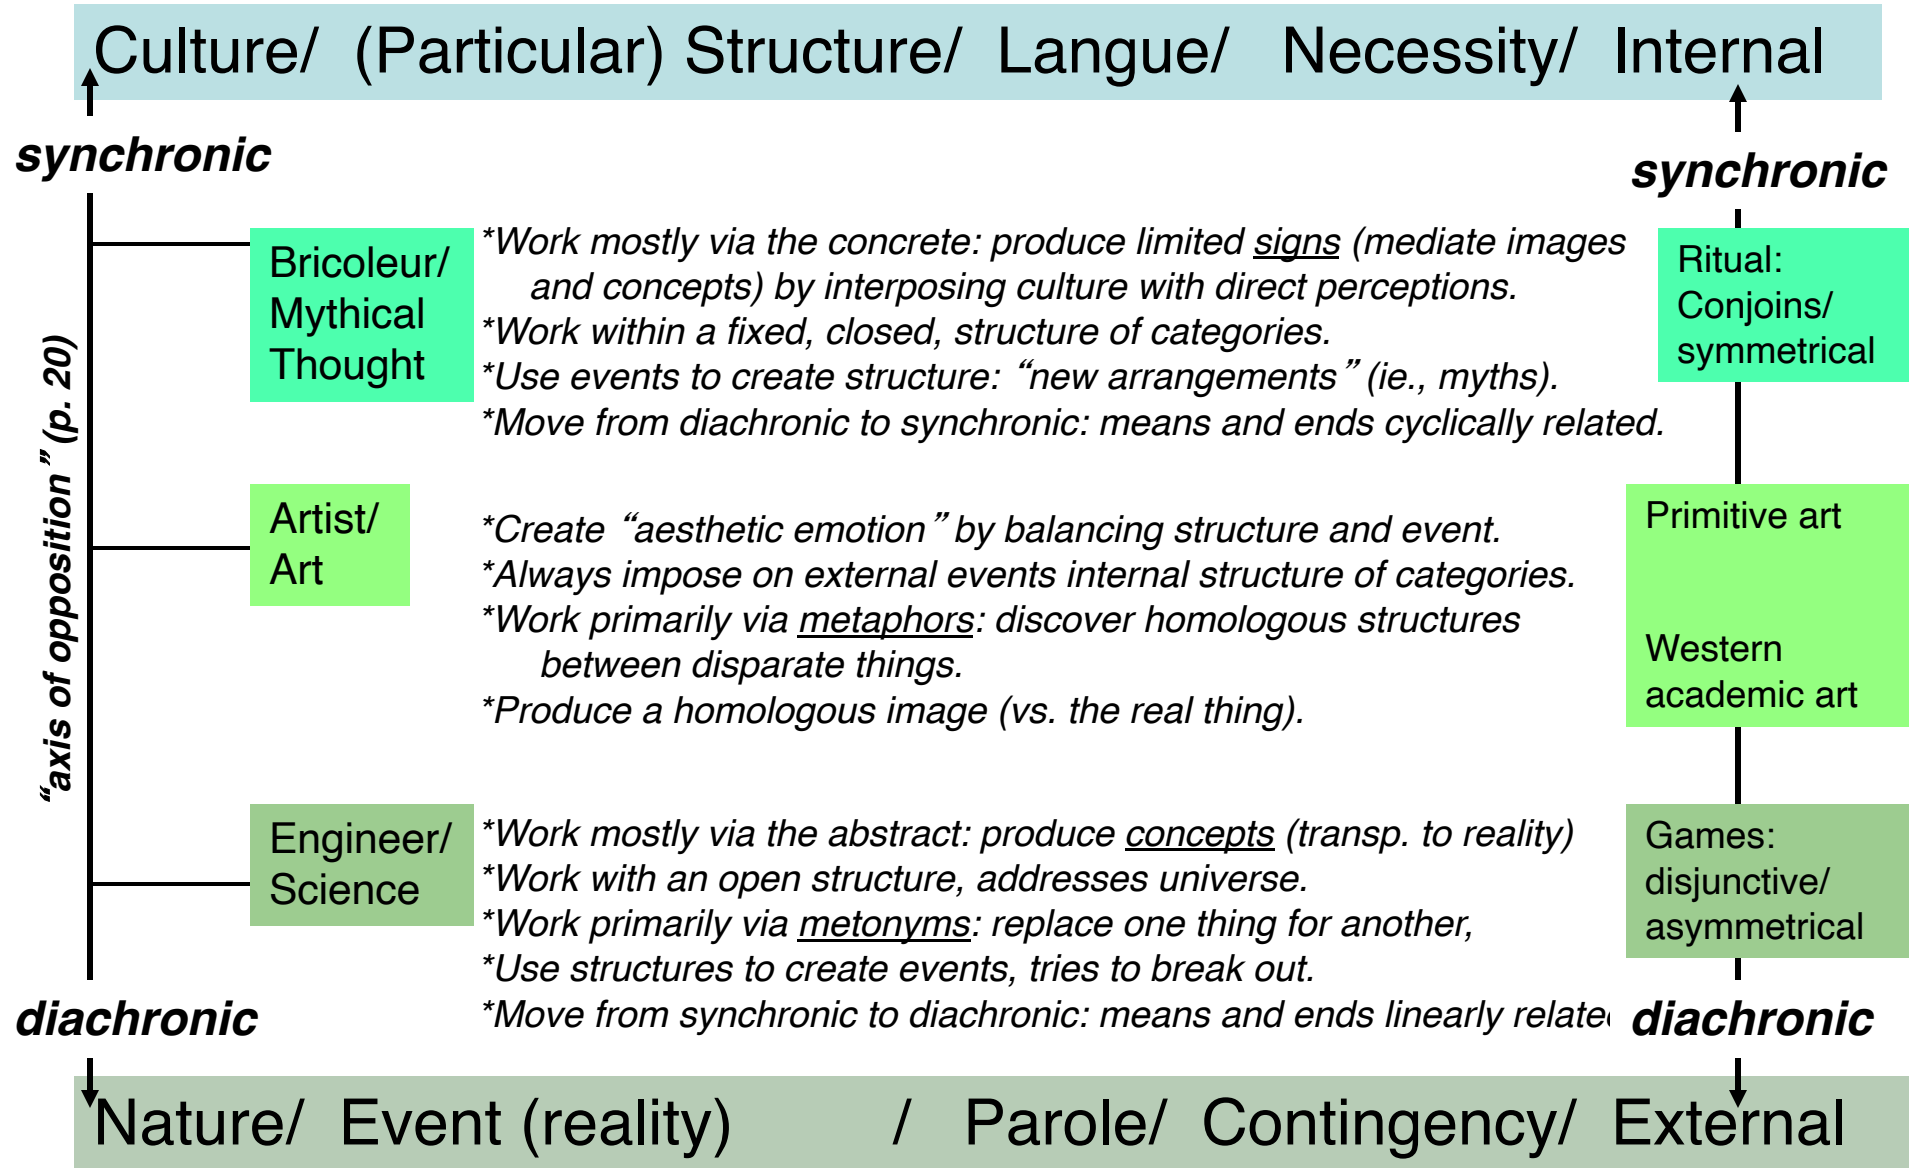 Culture/ (Particular) Structure/ Langue/ Necessity/ Internal
synchronic
synchronic
"axis of opposition" (p. 20)
Bricoleur/
Mythical
Thought
*Work mostly via the concrete: produce limited signs (mediate images
and concepts) by interposing culture with direct perceptions.
*Work within a fixed, closed, structure of categories.
*Use events to create structure: “new arrangements” (ie., myths).
*Move from diachronic to synchronic: means and ends cyclically related.
Ritual:
Conjoins/
symmetrical
Artist/
Art
*Create “aesthetic emotion” by balancing structure and event.
*Always impose on external events internal structure of categories.
*Work primarily via metaphors: discover homologous structures
between disparate things.
*Produce a homologous image (vs. the real thing).
Primitive art
Western
academic art
Engineer/
Science
*Work mostly via the abstract: produce concepts (transp. to reality)
*Work with an open structure, addresses universe.
*Work primarily via metonyms: replace one thing for another,
*Use structures to create events, tries to break out.
*Move from synchronic to diachronic: means and ends linearly relate
Games:
disjunctive/
asymmetrical
diachronic
diachronic
Nature/ Event (reality) / Parole/ Contingency/ External